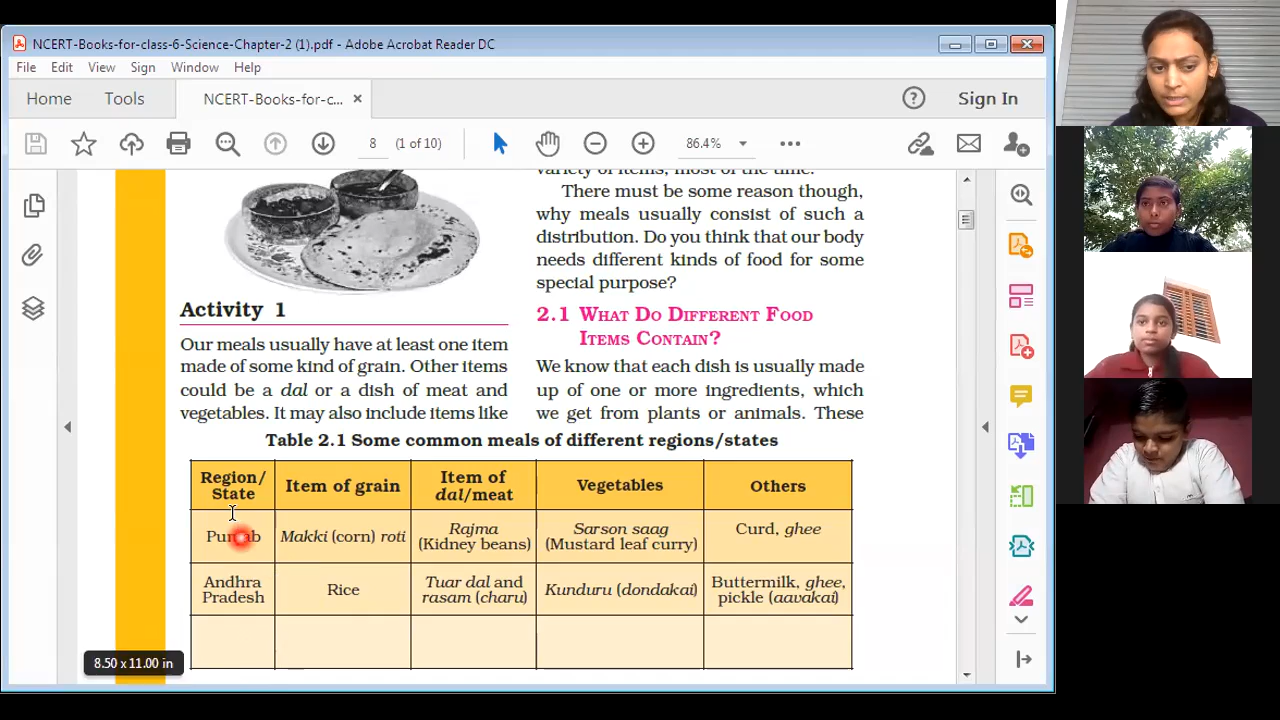 NCERT-Books-for-class-6-Science-Chapter-2 (1).pdf - Adobe Acrobat Reader DC
File Edit View Sign Window Help
Home Tools NCERT-Books-for-c... Sign In
8 (1 of 10) 86.4%
variety of items, most of the time.
There must be some reason though,
why meals usually consist of such a
distribution. Do you think that our body
needs different kinds of food for some
special purpose?
Activity 1
Our meals usually have at least one item
made of some kind of grain. Other items
could be a dal or a dish of meat and
vegetables. It may also include items like
2.1 What Do Different Food
Items Contain?
We know that each dish is usually made
up of one or more ingredients, which
we get from plants or animals. These
Table 2.1 Some common meals of different regions/states
Region/
State
Item of grain
Item of
dal/meat
Vegetables
Others
Punjab
Makki (corn) roti
Rajma
(Kidney beans)
Sarson saag
(Mustard leaf curry)
Curd, ghee
Andhra
Pradesh
Rice
Tuar dal and
rasam (charu)
Kunduru (dondakai)
Buttermilk, ghee,
pickle (aavakai)
8.50 x 11.00 in